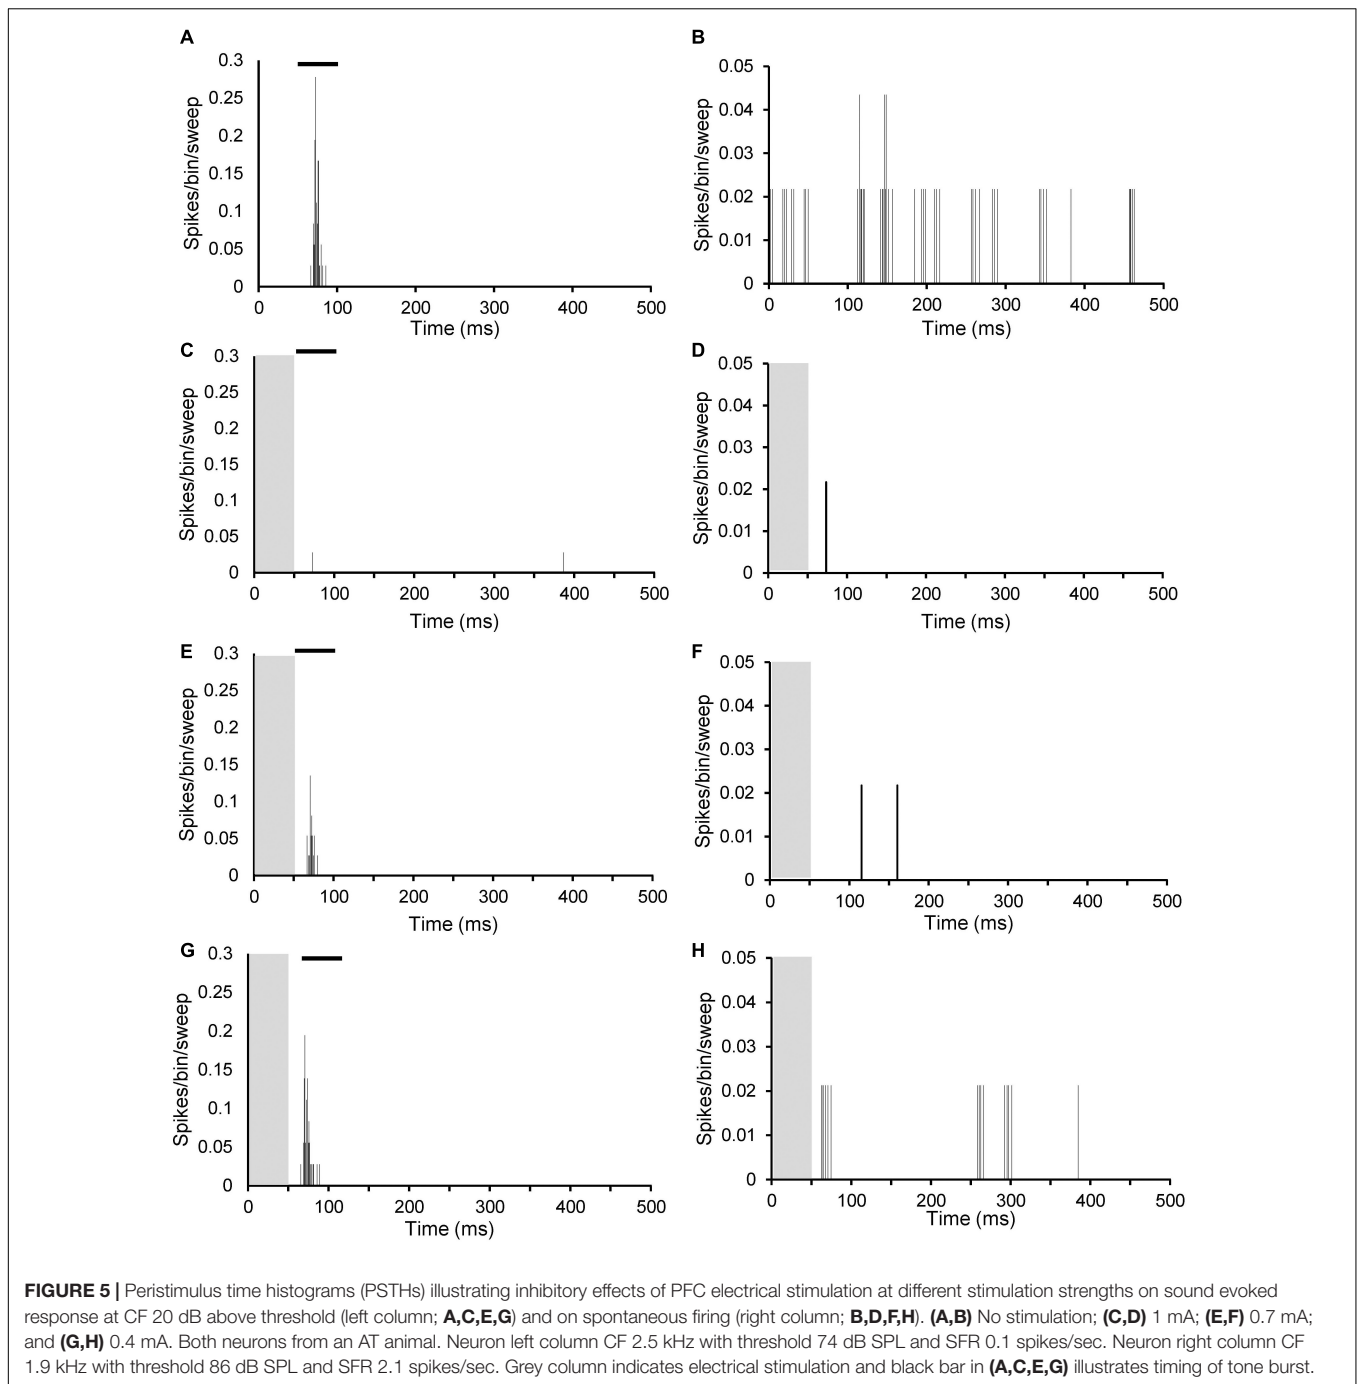 A
B
0.3
0.25
0.2
0.15
0.1
0.05
0
Spikes/bin/sweep
0 100 200 300 400 500
Time (ms)
0.05
0.04
0.03
0.02
0.01
0
Spikes/bin/sweep
0 100 200 300 400 500
Time (ms)
C
D
0.3
0.25
0.2
0.15
0.1
0.05
0
Spikes/bin/sweep
0 100 200 300 400 500
Time (ms)
0.05
0.04
0.03
0.02
0.01
0
Spikes/bin/sweep
0 100 200 300 400 500
Time (ms)
E
F
0.3
0.25
0.2
0.15
0.1
0.05
0
Spikes/bin/sweep
0 100 200 300 400 500
Time (ms)
0.05
0.04
0.03
0.02
0.01
0
Spikes/bin/sweep
0 100 200 300 400 500
Time (ms)
G
H
0.3
0.25
0.2
0.15
0.1
0.05
0
Spikes/bin/sweep
0 100 200 300 400 500
Time (ms)
0.05
0.04
0.03
0.02
0.01
0
Spikes/bin/sweep
0 100 200 300 400 500
Time (ms)
FIGURE 5 | Peristimulus time histograms (PSTHs) illustrating inhibitory effects of PFC electrical stimulation at different stimulation strengths on sound evoked
response at CF 20 dB above threshold (left column; A,C,E,G) and on spontaneous firing (right column; B,D,F,H). (A,B) No stimulation; (C,D) 1 mA; (E,F) 0.7 mA;
and (G,H) 0.4 mA. Both neurons from an AT animal. Neuron left column CF 2.5 kHz with threshold 74 dB SPL and SFR 0.1 spikes/sec. Neuron right column CF
1.9 kHz with threshold 86 dB SPL and SFR 2.1 spikes/sec. Grey column indicates electrical stimulation and black bar in (A,C,E,G) illustrates timing of tone burst.